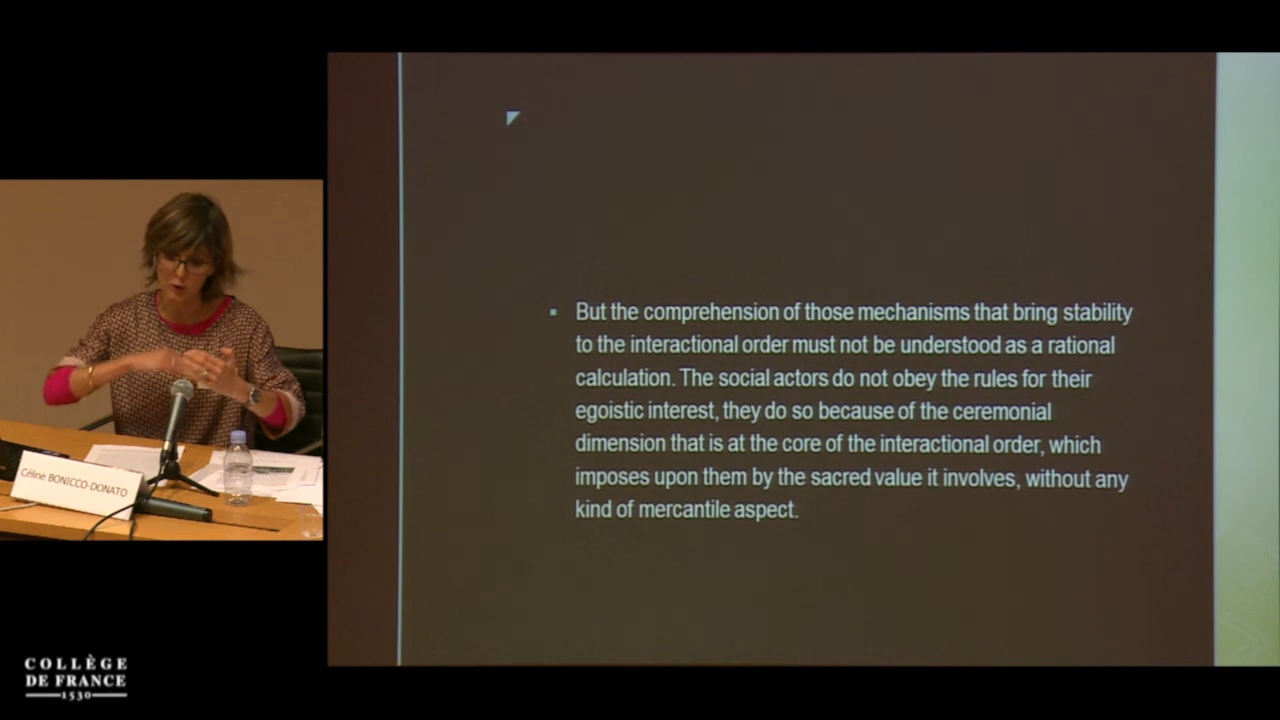 But the comprehension of those mechanisms that bring stability
to the interactional order must not be understood as a rational
calculation. The social actors do not obey the rules for their
egoistic interest, they do so because of the ceremonial
dimension that is at the core of the interactional order, which
imposes upon them by the sacred value it involves, without any
kind of mercantile aspect.
Céline BONICCO-DONATO
COLLÈGE
DE FRANCE
1530